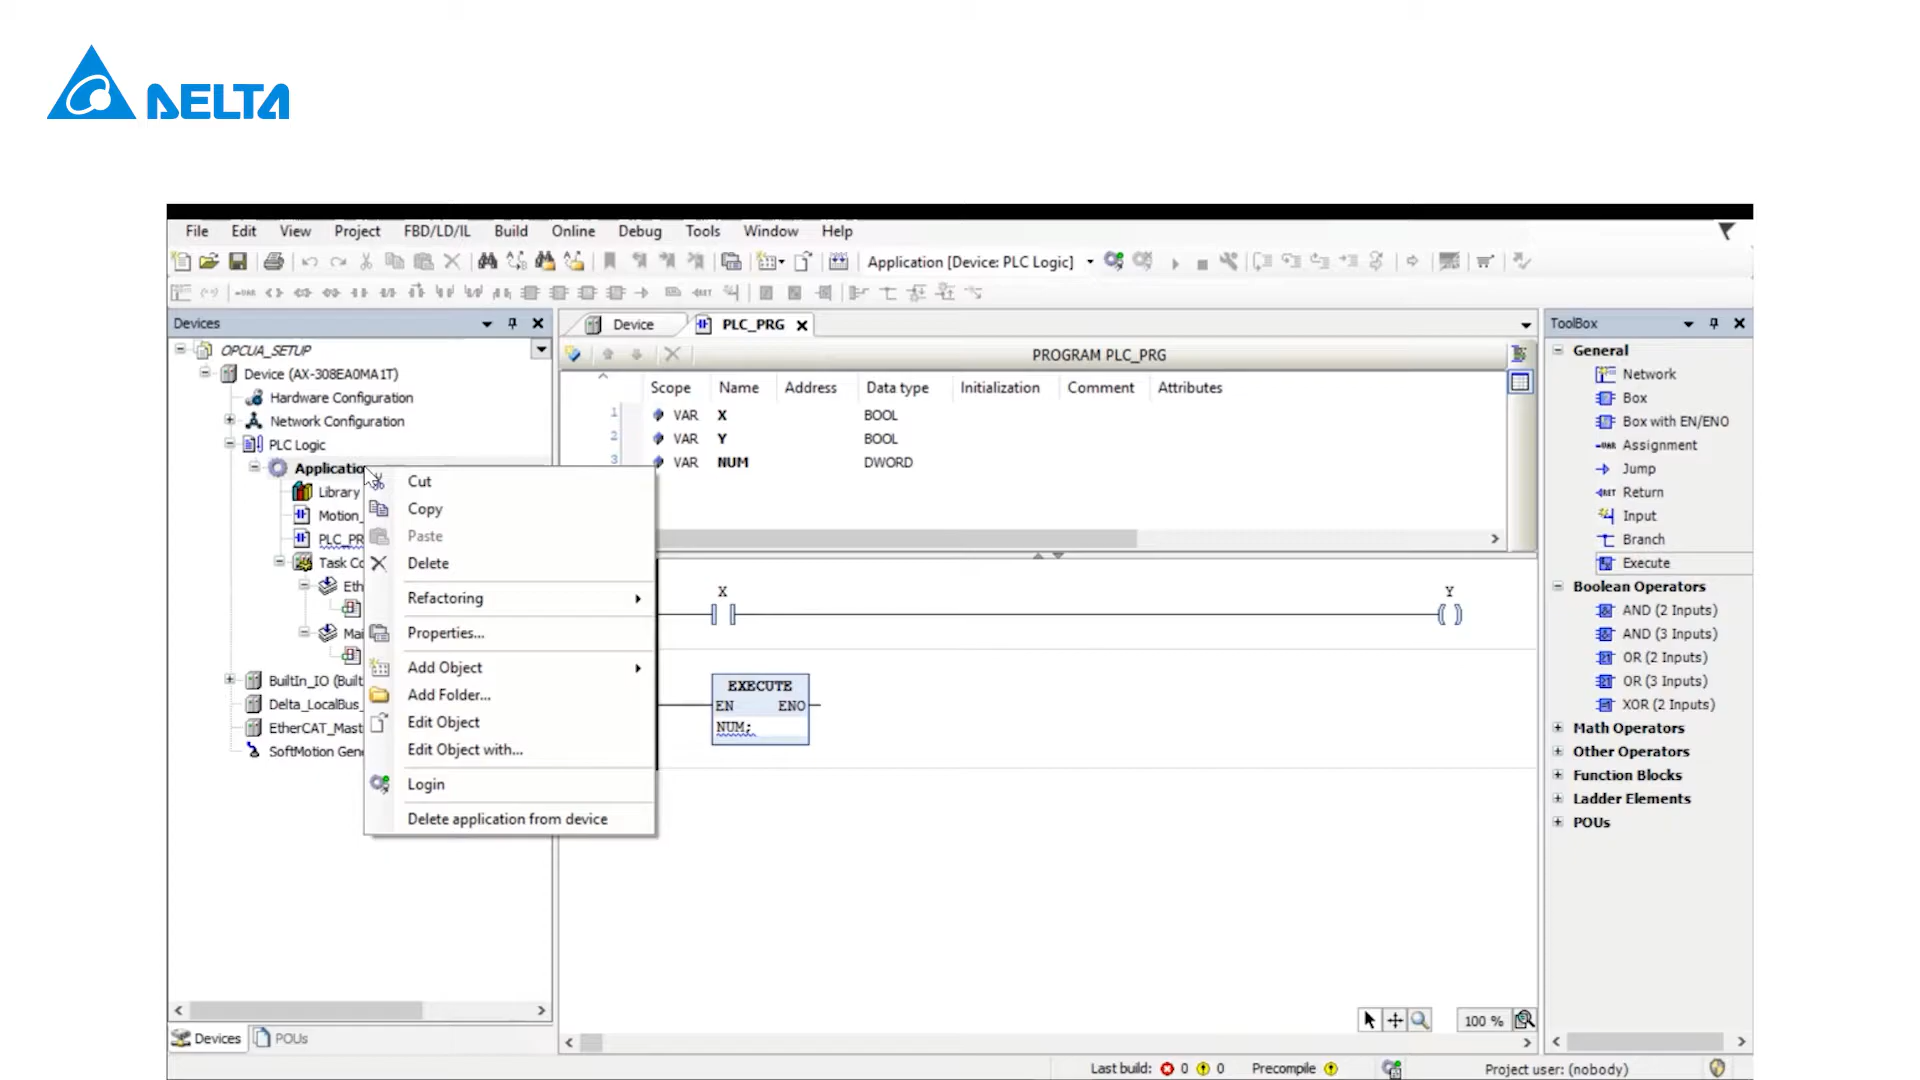 DELTA
File Edit View Project FBD/LD/IL Build Online Debug Tools Window Help
Application [Device: PLC Logic]
Devices
OPCUA_SETUP
Device (AX-308EA0MA1T)
Hardware Configuration
Network Configuration
PLC Logic
Applicatio
Library
Motion_
PLC_PR
Task Co
Eth
Mai
BuiltIn_IO (Built
Delta_LocalBus_
EtherCAT_Mast
SoftMotion Gene
Cut
Copy
Paste
Delete
Refactoring
Properties...
Add Object
Add Folder...
Edit Object
Edit Object with...
Login
Delete application from device
Devices POUs
Device PLC_PRG
PROGRAM PLC_PRG
Scope Name Address Data type Initialization Comment Attributes
1 VAR X BOOL
2 VAR Y BOOL
3 VAR NUM DWORD
X Y
EXECUTE
EN ENO
NUM;
100 %
ToolBox
General
Network
Box
Box with EN/ENO
Assignment
Jump
Return
Input
Branch
Execute
Boolean Operators
AND (2 Inputs)
AND (3 Inputs)
OR (2 Inputs)
OR (3 Inputs)
XOR (2 Inputs)
Math Operators
Other Operators
Function Blocks
Ladder Elements
POUs
Last build: 0 0 Precompile Project user: (nobody)